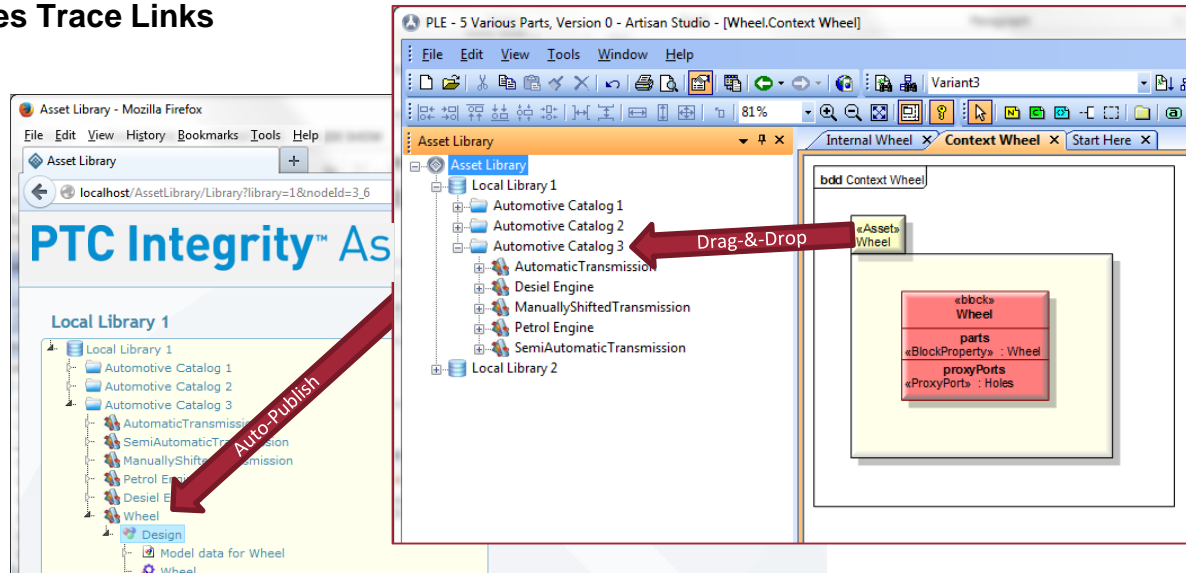 es Trace Links
PLE - 5 Various Parts, Version 0 - Artisan Studio - [Wheel.Context Wheel]
File Edit View Tools Window Help
Variant3
81%
Asset Library
Internal Wheel Context Wheel Start Here
Asset Library
Local Library 1
Automotive Catalog 1
Automotive Catalog 2
Automotive Catalog 3
AutomaticTransmission
Desiel Engine
ManuallyShiftedTransmission
Petrol Engine
SemiAutomaticTransmission
Local Library 2
Drag-&-Drop
bdd Context Wheel
«Asset»
Wheel
«block»
Wheel
parts
«BlockProperty» : Wheel
proxyPorts
«ProxyPort» : Holes
Asset Library - Mozilla Firefox
File Edit View History Bookmarks Tools Help
Asset Library
localhost/AssetLibrary/Library?library=1&nodeId=3_6
PTC Integrity™ As
Local Library 1
Local Library 1
Automotive Catalog 1
Automotive Catalog 2
Automotive Catalog 3
AutomaticTransmissi
SemiAutomaticTra sion
ManuallyShifte mission
Petrol En
Desiel E
Wheel
Design
Model data for Wheel
Wheel
Auto-Publish